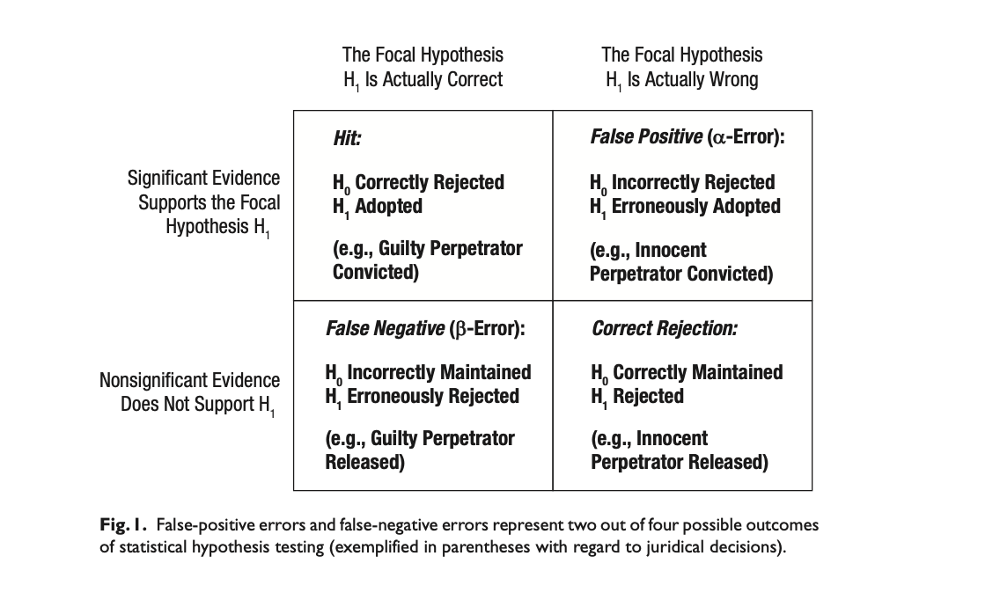 The Focal Hypothesis
H₁ Is Actually Correct
The Focal Hypothesis
H₁ Is Actually Wrong
Significant Evidence
Supports the Focal
Hypothesis H₁
Hit:
H₀ Correctly Rejected
H₁ Adopted
(e.g., Guilty Perpetrator
Convicted)
False Positive (α-Error):
H₀ Incorrectly Rejected
H₁ Erroneously Adopted
(e.g., Innocent
Perpetrator Convicted)
Nonsignificant Evidence
Does Not Support H₁
False Negative (β-Error):
H₀ Incorrectly Maintained
H₁ Erroneously Rejected
(e.g., Guilty Perpetrator
Released)
Correct Rejection:
H₀ Correctly Maintained
H₁ Rejected
(e.g., Innocent
Perpetrator Released)
Fig. 1. False-positive errors and false-negative errors represent two out of four possible outcomes
of statistical hypothesis testing (exemplified in parentheses with regard to juridical decisions).